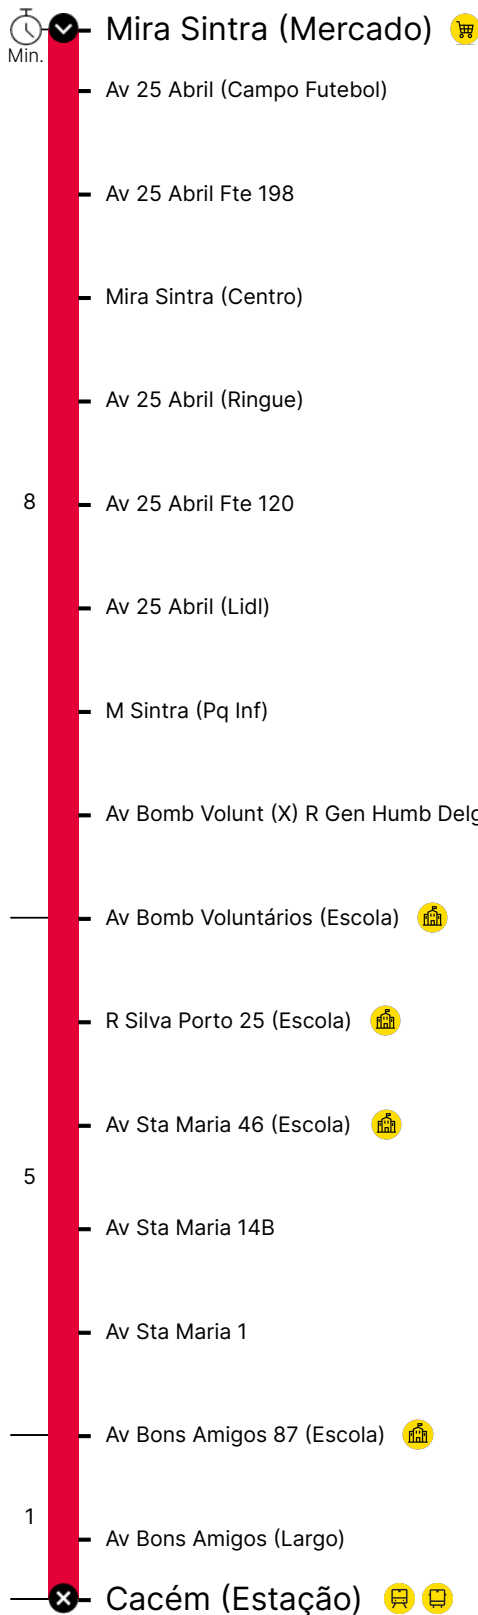 Mira Sintra (Mercado)
Min.
Av 25 Abril (Campo Futebol)
Av 25 Abril Fte 198
Mira Sintra (Centro)
Av 25 Abril (Ringue)
8
Av 25 Abril Fte 120
Av 25 Abril (Lidl)
M Sintra (Pq Inf)
Av Bomb Volunt (X) R Gen Humb Delg
Av Bomb Voluntários (Escola)
R Silva Porto 25 (Escola)
Av Sta Maria 46 (Escola)
5
Av Sta Maria 14B
Av Sta Maria 1
Av Bons Amigos 87 (Escola)
1
Av Bons Amigos (Largo)
Cacém (Estação)